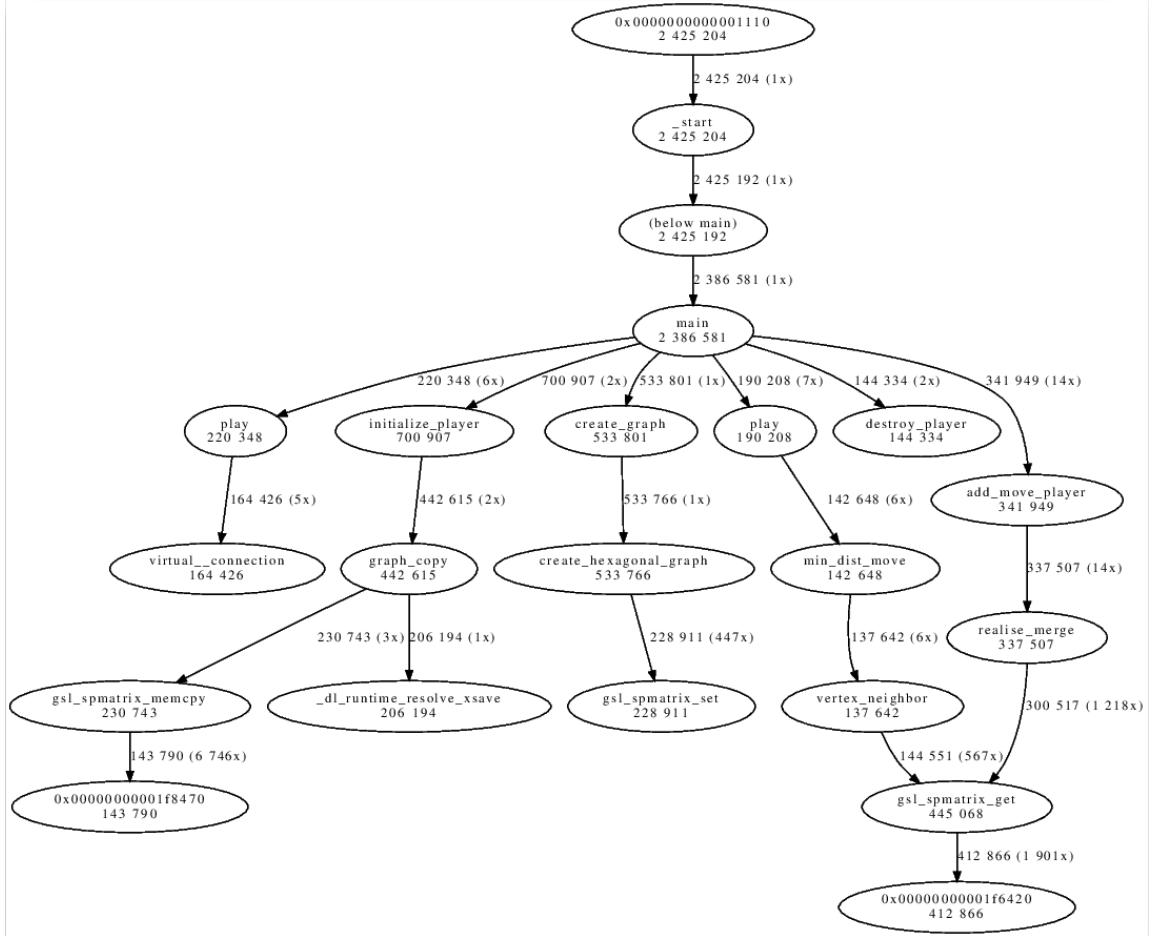 0x0000000000001110
2 425 204
2 425 204 (1x)
_start
2 425 204
2 425 192 (1x)
(below main)
2 425 192
2 386 581 (1x)
main
2 386 581
220 348 (6x)
700 907 (2x)
533 801 (1x)
190 208 (7x)
144 334 (2x)
341 949 (14x)
play
220 348
initialize_player
700 907
create_graph
533 801
play
190 208
destroy_player
144 334
add_move_player
341 949
164 426 (5x)
442 615 (2x)
533 766 (1x)
142 648 (6x)
virtual__connection
164 426
graph_copy
442 615
create_hexagonal_graph
533 766
min_dist_move
142 648
337 507 (14x)
realise_merge
337 507
230 743 (3x)
206 194 (1x)
228 911 (447x)
137 642 (6x)
gsl_spmatrix_memcpy
230 743
_dl_runtime_resolve_xsave
206 194
gsl_spmatrix_set
228 911
vertex_neighbor
137 642
300 517 (1 218x)
143 790 (6 746x)
144 551 (567x)
0x00000000001f8470
143 790
gsl_spmatrix_get
445 068
412 866 (1 901x)
0x00000000001f6420
412 866